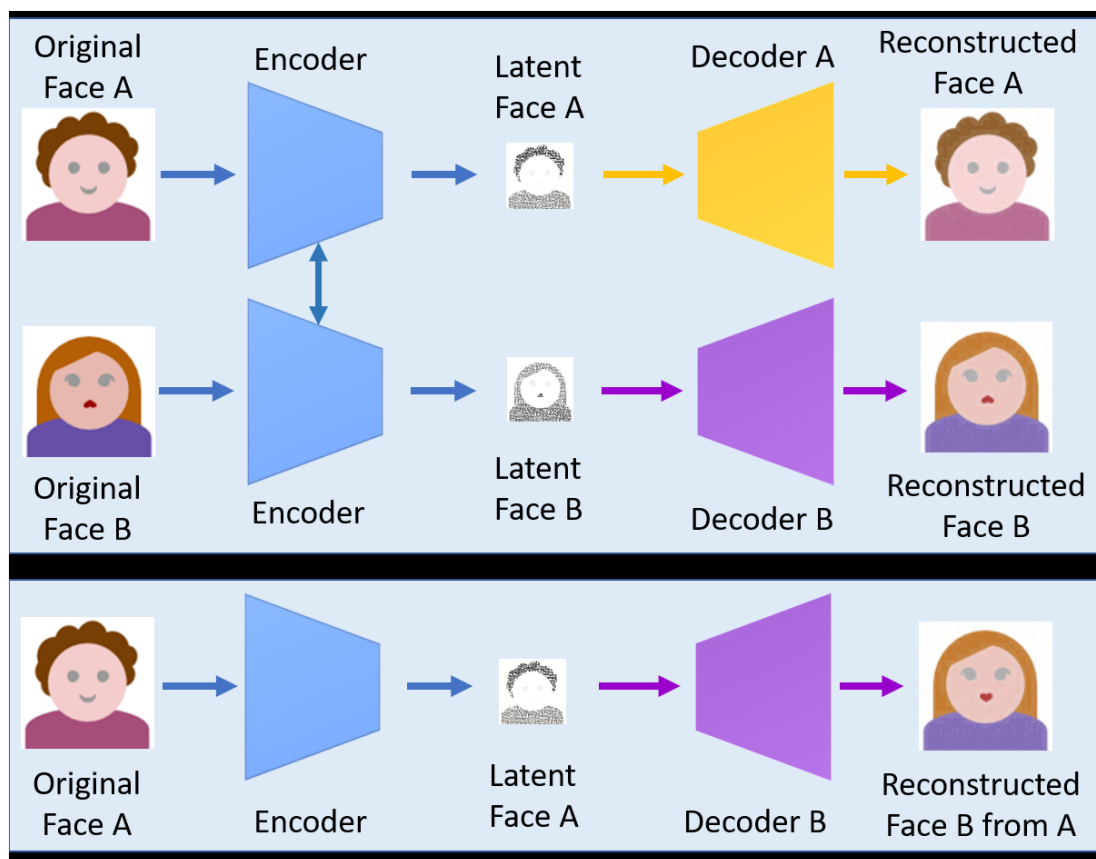 Original
Face A
Encoder
Latent
Face A
Decoder A
Reconstructed
Face A
Original
Face B
Encoder
Latent
Face B
Decoder B
Reconstructed
Face B
Original
Face A
Encoder
Latent
Face A
Decoder B
Reconstructed
Face B from A